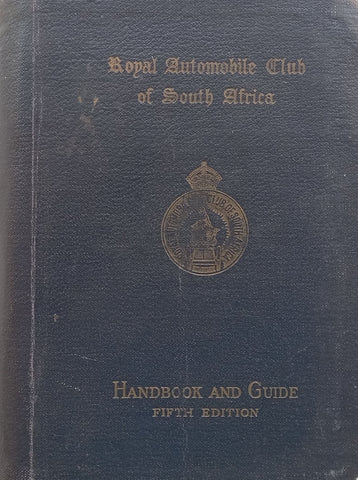 Royal Automobile Club
of South Africa
HANDBOOK AND GUIDE
FIFTH EDITION